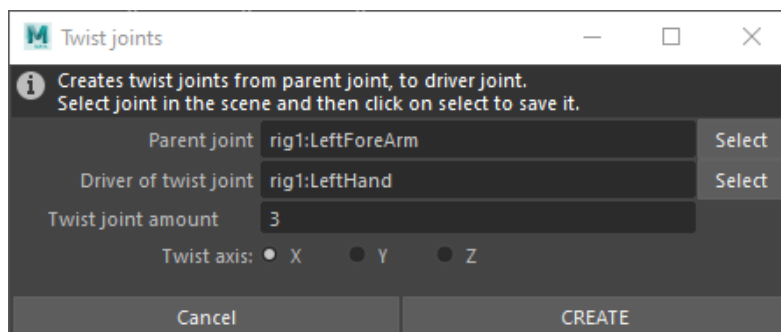 Twist joints
Creates twist joints from parent joint, to driver joint.
Select joint in the scene and then click on select to save it.
Parent joint rig1:LeftForeArm Select
Driver of twist joint rig1:LeftHand Select
Twist joint amount 3
Twist axis: X Y Z
Cancel CREATE